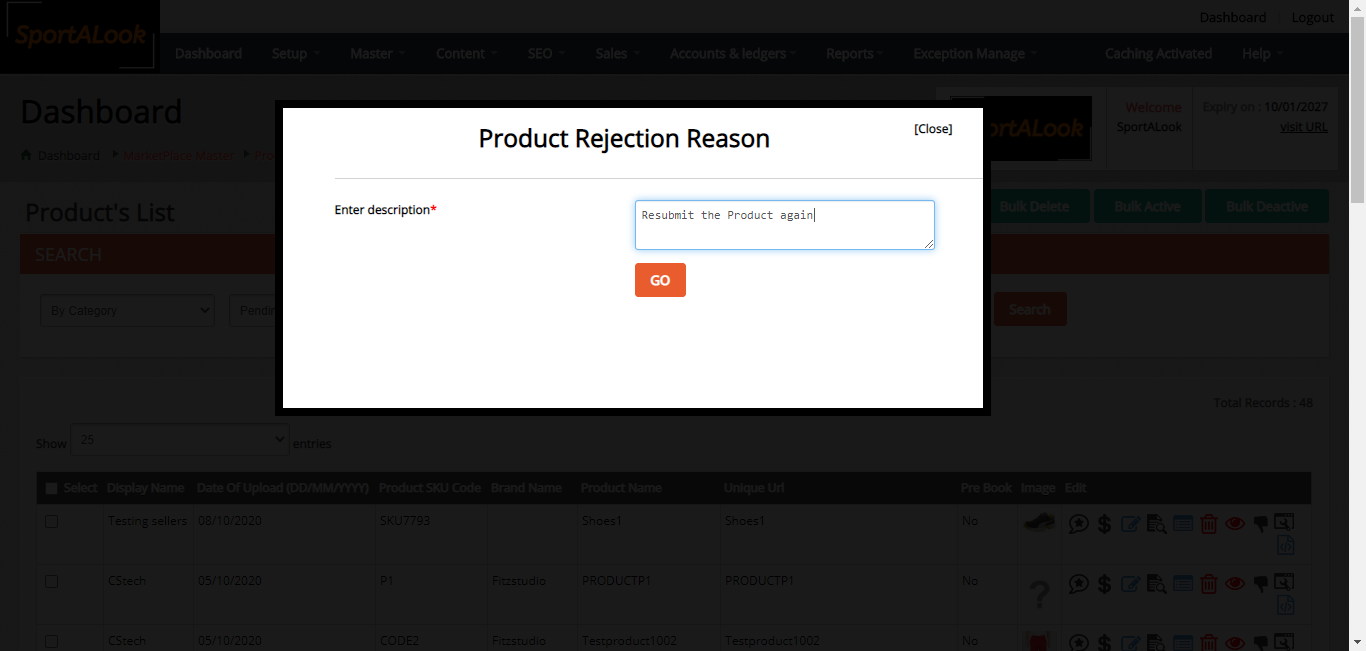 SportALook
Dashboard Logout
Dashboard Setup Master Content SEO Sales Accounts & ledgers Reports Exception Manage Caching Activated Help
Dashboard
Welcome
SportALook
Expiry on : 10/01/2027
visit URL
Dashboard MarketPlace Master
Product Rejection Reason
[Close]
Enter description*
Resubmit the Product again
GO
Product's List
Bulk Delete Bulk Active Bulk Deactive
SEARCH
By Category
Search
Total Records : 48
Show 25 entries
Select Display Name Date Of Upload (DD/MM/YYYY) Product SKU Code Brand Name Product Name Unique Url Pre Book Image Edit
Testing sellers 08/10/2020 SKU7793 Shoes1 Shoes1 No
CStech 05/10/2020 P1 Fitzstudio PRODUCTP1 PRODUCTP1 No
CStech 05/10/2020 CODE2 Fitzstudio Testproduct1002 Testproduct1002 No